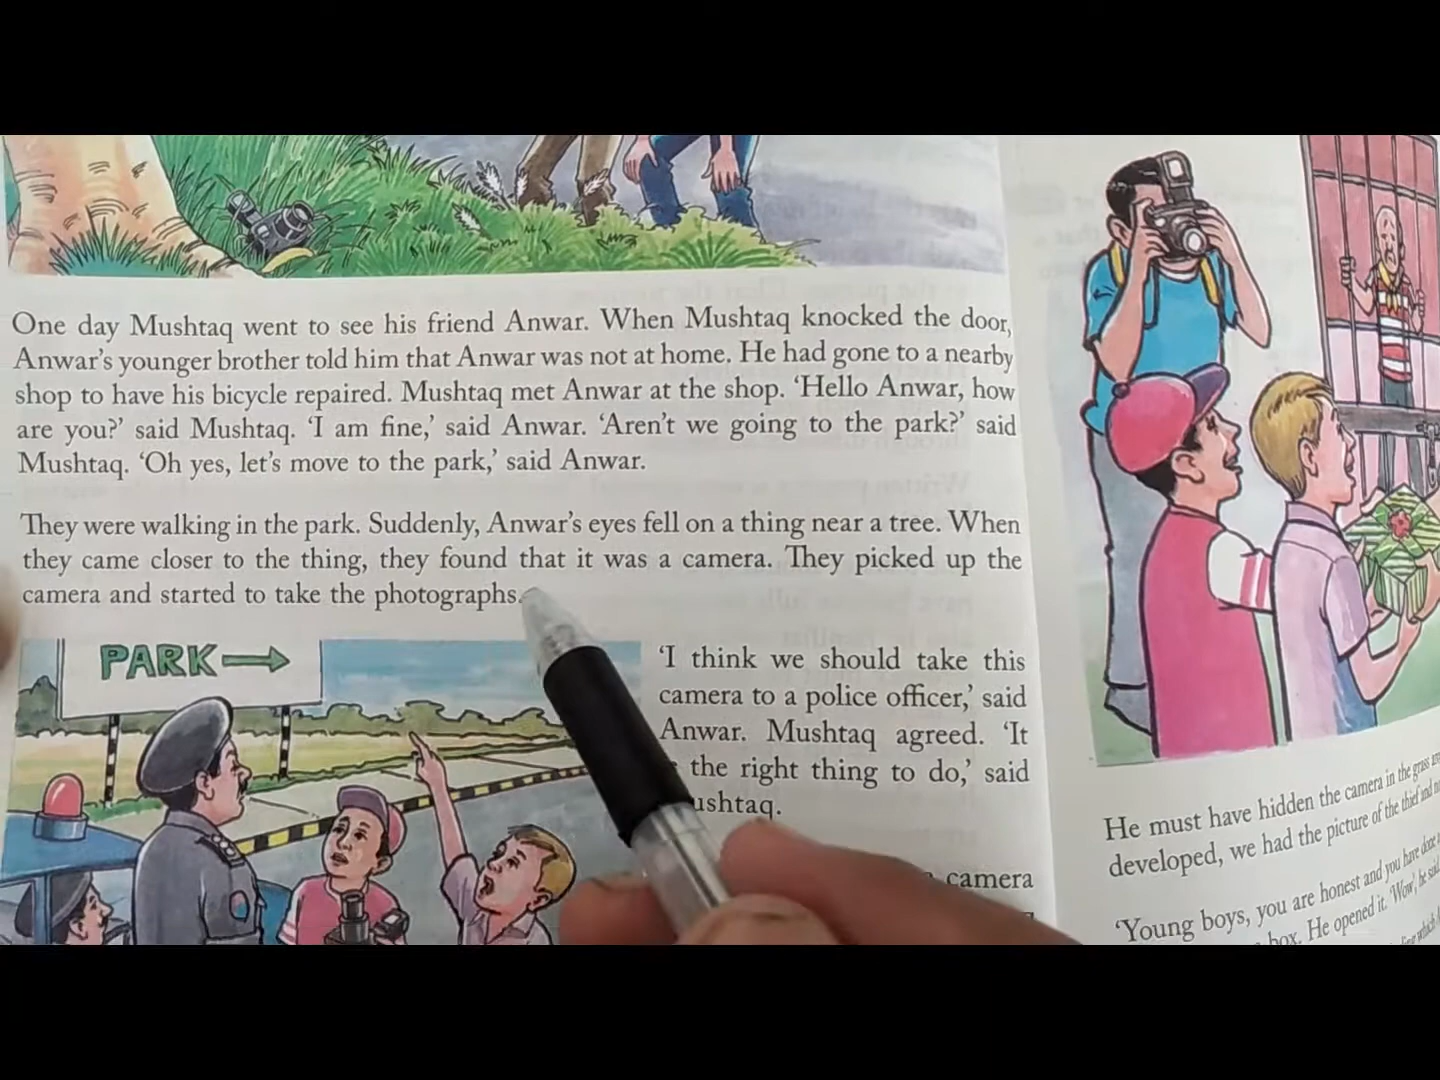 One day Mushtaq went to see his friend Anwar. When Mushtaq knocked the door,
Anwar's younger brother told him that Anwar was not at home. He had gone to a nearby
shop to have his bicycle repaired. Mushtaq met Anwar at the shop. ‘Hello Anwar, how
are you?’ said Mushtaq. ‘I am fine,’ said Anwar. ‘Aren't we going to the park?’ said
Mushtaq. ‘Oh yes, let's move to the park,’ said Anwar.
They were walking in the park. Suddenly, Anwar's eyes fell on a thing near a tree. When
they came closer to the thing, they found that it was a camera. They picked up the
camera and started to take the photographs.
PARK
‘I think we should take this
camera to a police officer,’ said
Anwar. Mushtaq agreed. ‘It
the right thing to do,’ said
camera
He must have hidden the camera in the grass
developed, we had the picture of the thief and
‘Young boys, you are honest and you have done
box. He opened it. ‘Wow’, he said